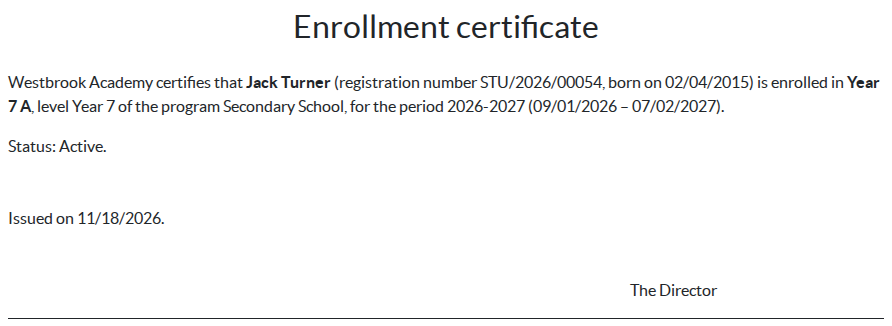 Enrollment certificate
Westbrook Academy certifies that Jack Turner (registration number STU/2026/00054, born on 02/04/2015) is enrolled in Year
7 A, level Year 7 of the program Secondary School, for the period 2026-2027 (09/01/2026 – 07/02/2027).
Status: Active.
Issued on 11/18/2026.
The Director